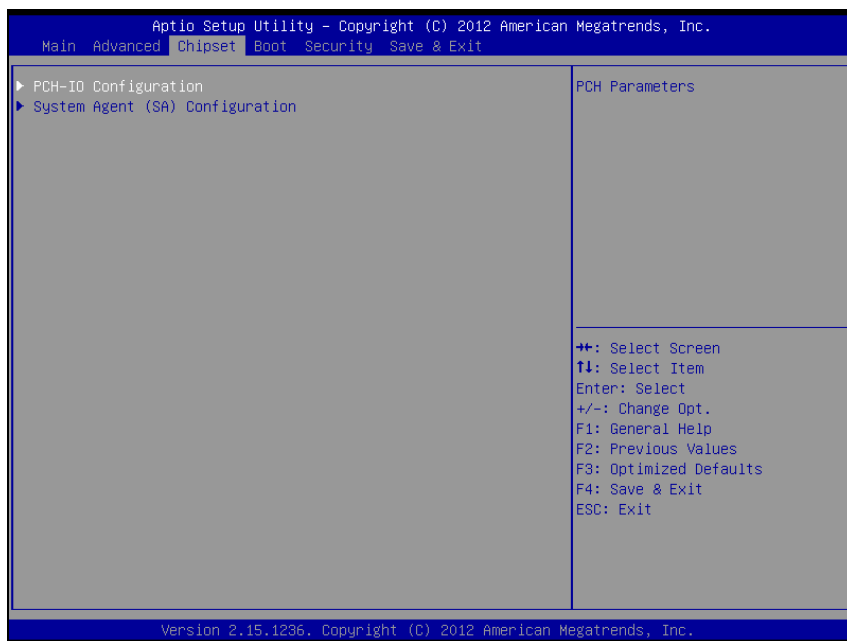 Aptio Setup Utility – Copyright (C) 2012 American Megatrends, Inc.
Main Advanced Chipset Boot Security Save & Exit
▶ PCH-IO Configuration
▶ System Agent (SA) Configuration
PCH Parameters
→←: Select Screen
↑↓: Select Item
Enter: Select
+/-: Change Opt.
F1: General Help
F2: Previous Values
F3: Optimized Defaults
F4: Save & Exit
ESC: Exit
Version 2.15.1236. Copyright (C) 2012 American Megatrends, Inc.